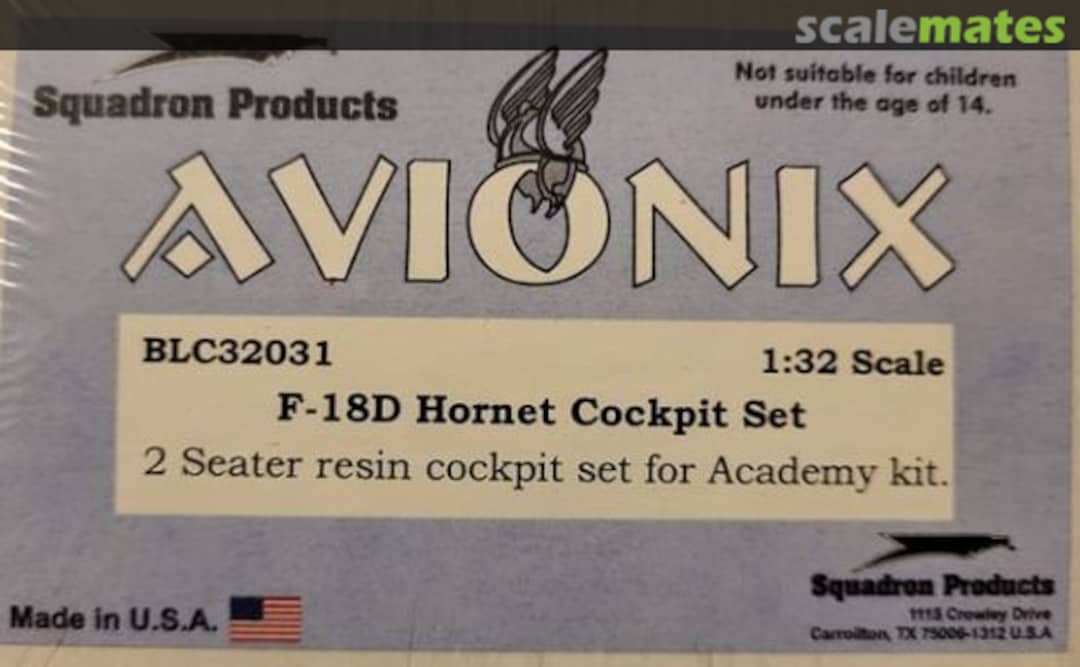 scalemates
Not suitable for children
under the age of 14.
Squadron Products
AVIONIX
BLC32031
1:32 Scale
F-18D Hornet Cockpit Set
2 Seater resin cockpit set for Academy kit.
Made in U.S.A.
Squadron Products
1115 Crowley Drive
Carrollton, TX 75006-1312 U.S.A